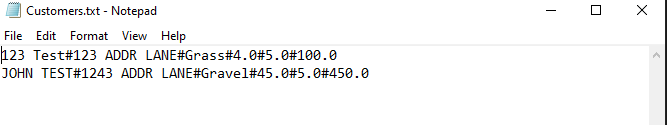 Customers.txt - Notepad
File Edit Format View Help
123 Test#123 ADDR LANE#Grass#4.0#5.0#100.0
JOHN TEST#1243 ADDR LANE#Gravel#45.0#5.0#450.0